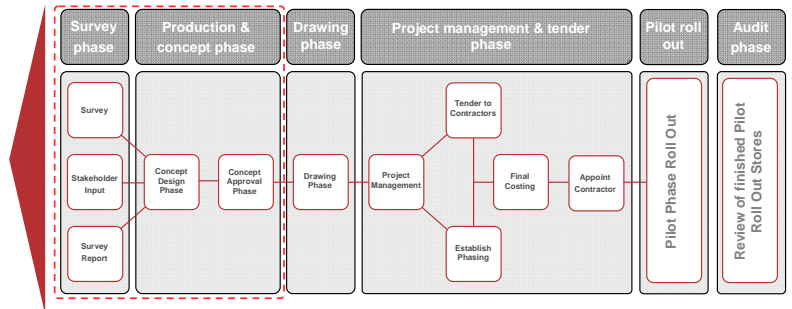 Survey
phase
Production &
concept phase
Drawing
phase
Project management & tender
phase
Pilot roll
out
Audit
phase
Survey
Stakeholder
Input
Survey
Report
Concept
Design
Phase
Concept
Approval
Phase
Drawing
Phase
Project
Management
Tender to
Contractors
Establish
Phasing
Final
Costing
Appoint
Contractor
Pilot Phase Roll Out
Review of finished Pilot
Roll Out Stores